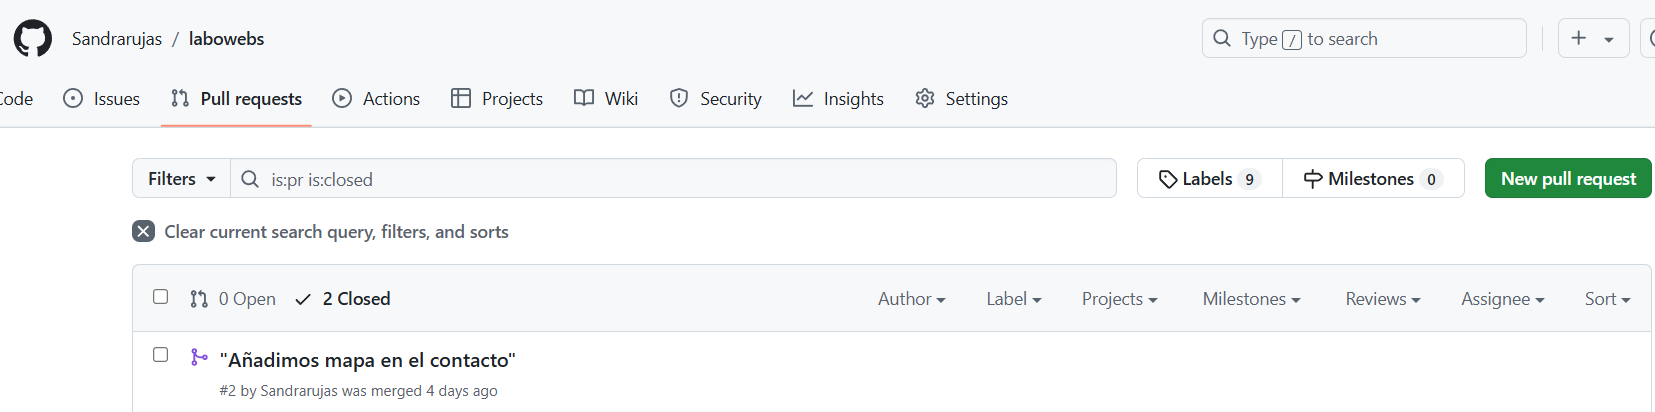 Sandrarujas / labowebs
Type / to search
Code Issues Pull requests Actions Projects Wiki Security Insights Settings
Filters is:pr is:closed Labels 9 Milestones 0 New pull request
Clear current search query, filters, and sorts
0 Open 2 Closed Author Label Projects Milestones Reviews Assignee Sort
"Añadimos mapa en el contacto"
#2 by Sandrarujas was merged 4 days ago